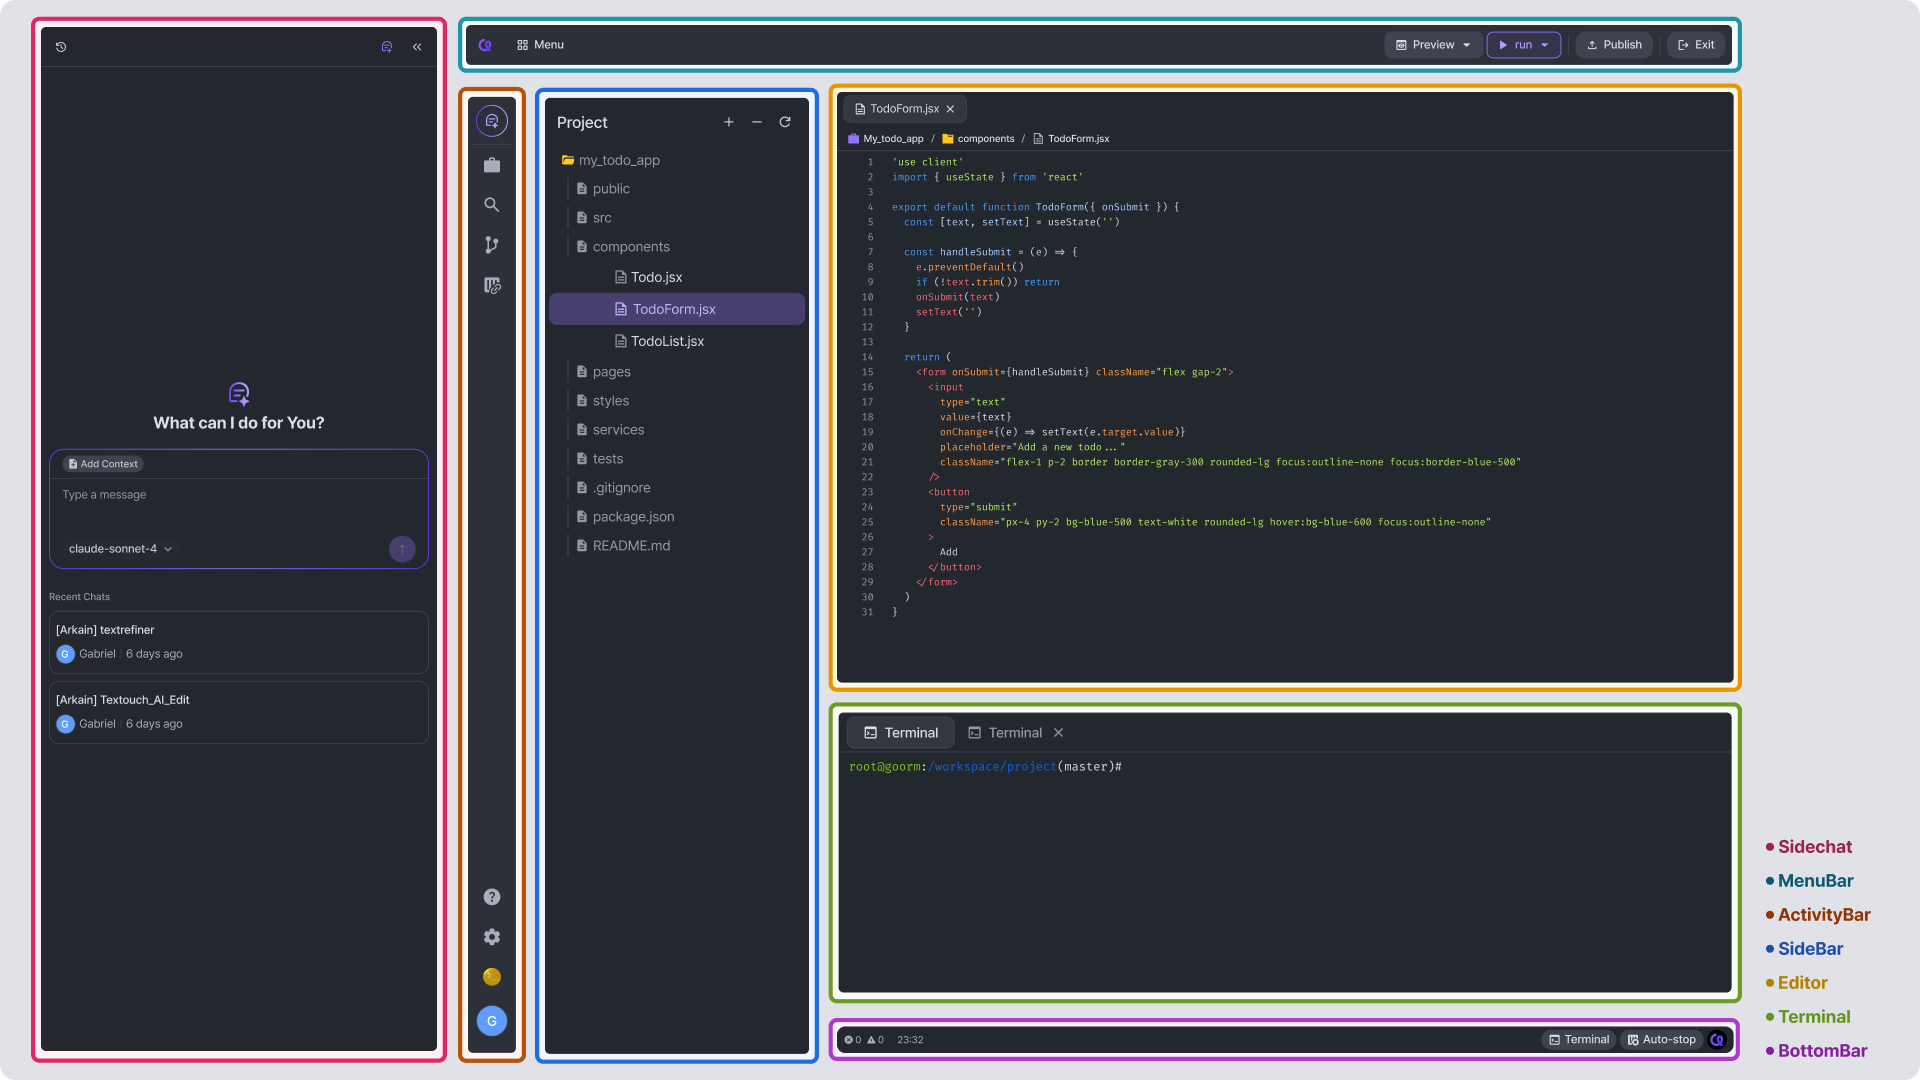 What can I do for You?
Add Context
Type a message
claude-sonnet-4
Recent Chats
[Arkain] textrefiner
G Gabriel 6 days ago
[Arkain] Textouch_AI_Edit
G Gabriel 6 days ago
Menu
Preview
run
Publish
Exit
?
G
Project
my_todo_app
public
src
components
Todo.jsx
TodoForm.jsx
TodoList.jsx
pages
styles
services
tests
.gitignore
package.json
README.md
TodoForm.jsx
My_todo_app / components / TodoForm.jsx
1 'use client'
2 import { useState } from 'react'
3
4 export default function TodoForm({ onSubmit }) {
5 const [text, setText] = useState('')
6
7 const handleSubmit = (e) => {
8 e.preventDefault()
9 if (!text.trim()) return
10 onSubmit(text)
11 setText('')
12 }
13
14 return (
15 <form onSubmit={handleSubmit} className="flex gap-2">
16 <input
17 type="text"
18 value={text}
19 onChange={(e) => setText(e.target.value)}
20 placeholder="Add a new todo..."
21 className="flex-1 p-2 border border-gray-300 rounded-lg focus:outline-none focus:border-blue-500"
22 />
23 <button
24 type="submit"
25 className="px-4 py-2 bg-blue-500 text-white rounded-lg hover:bg-blue-600 focus:outline-none"
26 >
27 Add
28 </button>
29 </form>
30 )
31 }
Terminal
Terminal
root@goorm:/workspace/project(master)#
0 0 23:32
Terminal
Auto-stop
Sidechat
MenuBar
ActivityBar
SideBar
Editor
Terminal
BottomBar